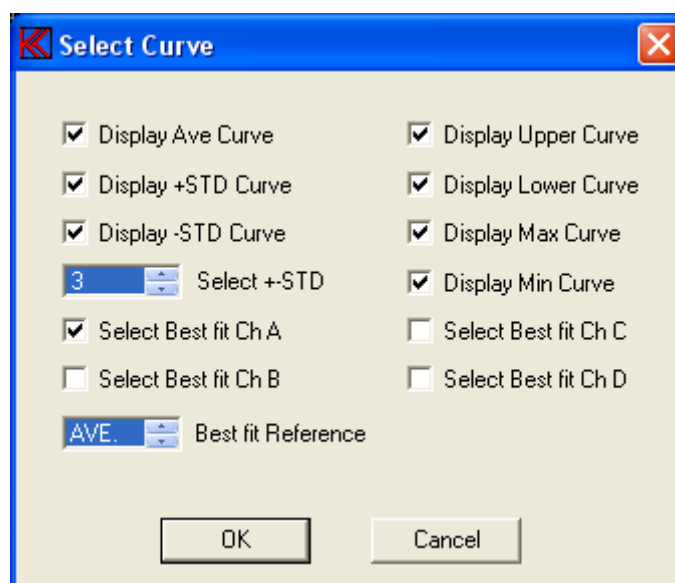 Select Curve
Display Ave Curve
Display Upper Curve
Display +STD Curve
Display Lower Curve
Display -STD Curve
Display Max Curve
3 Select +-STD
Display Min Curve
Select Best fit Ch A
Select Best fit Ch C
Select Best fit Ch B
Select Best fit Ch D
AVE. Best fit Reference
OK
Cancel